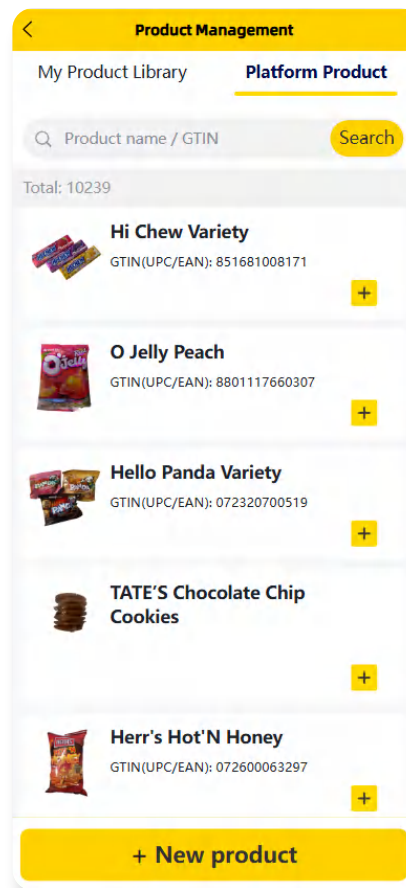 Product Management
My Product Library
Platform Product
Product name / GTIN
Search
Total: 10239
Hi Chew Variety
GTIN(UPC/EAN): 851681008171
+
O Jelly Peach
GTIN(UPC/EAN): 8801117660307
+
Hello Panda Variety
GTIN(UPC/EAN): 072320700519
+
TATE'S Chocolate Chip
Cookies
+
Herr's Hot'N Honey
GTIN(UPC/EAN): 072600063297
+
+ New product